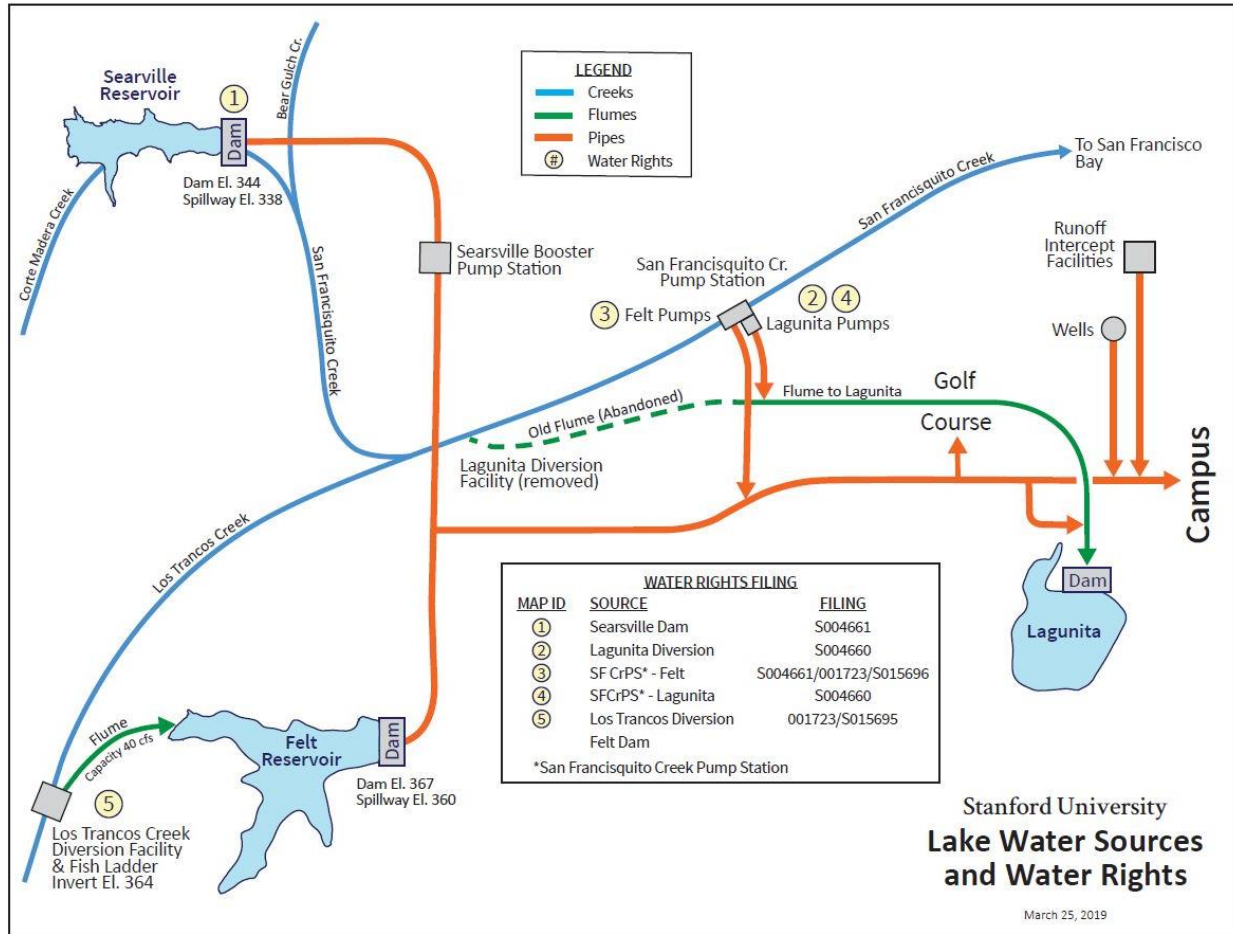 Searville
Reservoir
1
Bear Gulch Cr.
Dam
Dam El. 344
Spillway El. 338
Corte Madera Creek
San Francisquito Creek
LEGEND
Creeks
Flumes
Pipes
# Water Rights
Searsville Booster
Pump Station
San Francisquito Creek
To San Francisco
Bay
Runoff
Intercept
Facilities
Wells
San Francisquito Cr.
Pump Station
3 Felt Pumps
2 4
Lagunita Pumps
Old Flume (Abandoned)
Flume to Lagunita
Golf
Course
Lagunita Diversion
Facility (removed)
Campus
Los Trancos Creek
Dam
Lagunita
WATER RIGHTS FILING
MAP ID SOURCE FILING
1 Searsville Dam S004661
2 Lagunita Diversion S004660
3 SF CrPS* - Felt S004661/001723/S015696
4 SFCrPS* - Lagunita S004660
5 Los Trancos Diversion 001723/S015695
Felt Dam
*San Francisquito Creek Pump Station
Flume
Capacity 40 cfs
Felt
Reservoir
Dam
Dam El. 367
Spillway El. 360
5
Los Trancos Creek
Diversion Facility
& Fish Ladder
Invert El. 364
Stanford University
Lake Water Sources
and Water Rights
March 25, 2019